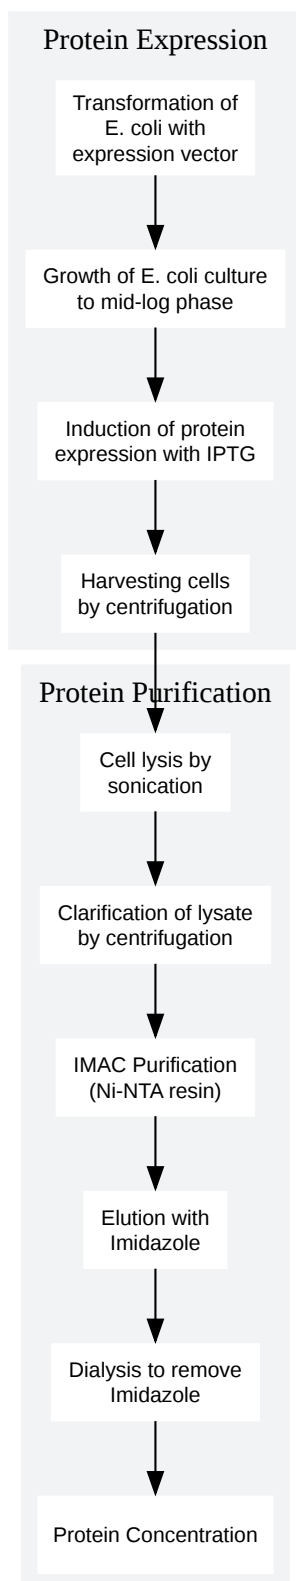 Protein Expression
Transformation of
E. coli with
expression vector
Growth of E. coli culture
to mid-log phase
Induction of protein
expression with IPTG
Harvesting cells
by centrifugation
Protein Purification
Cell lysis by
sonication
Clarification of lysate
by centrifugation
IMAC Purification
(Ni-NTA resin)
Elution with
Imidazole
Dialysis to remove
Imidazole
Protein Concentration